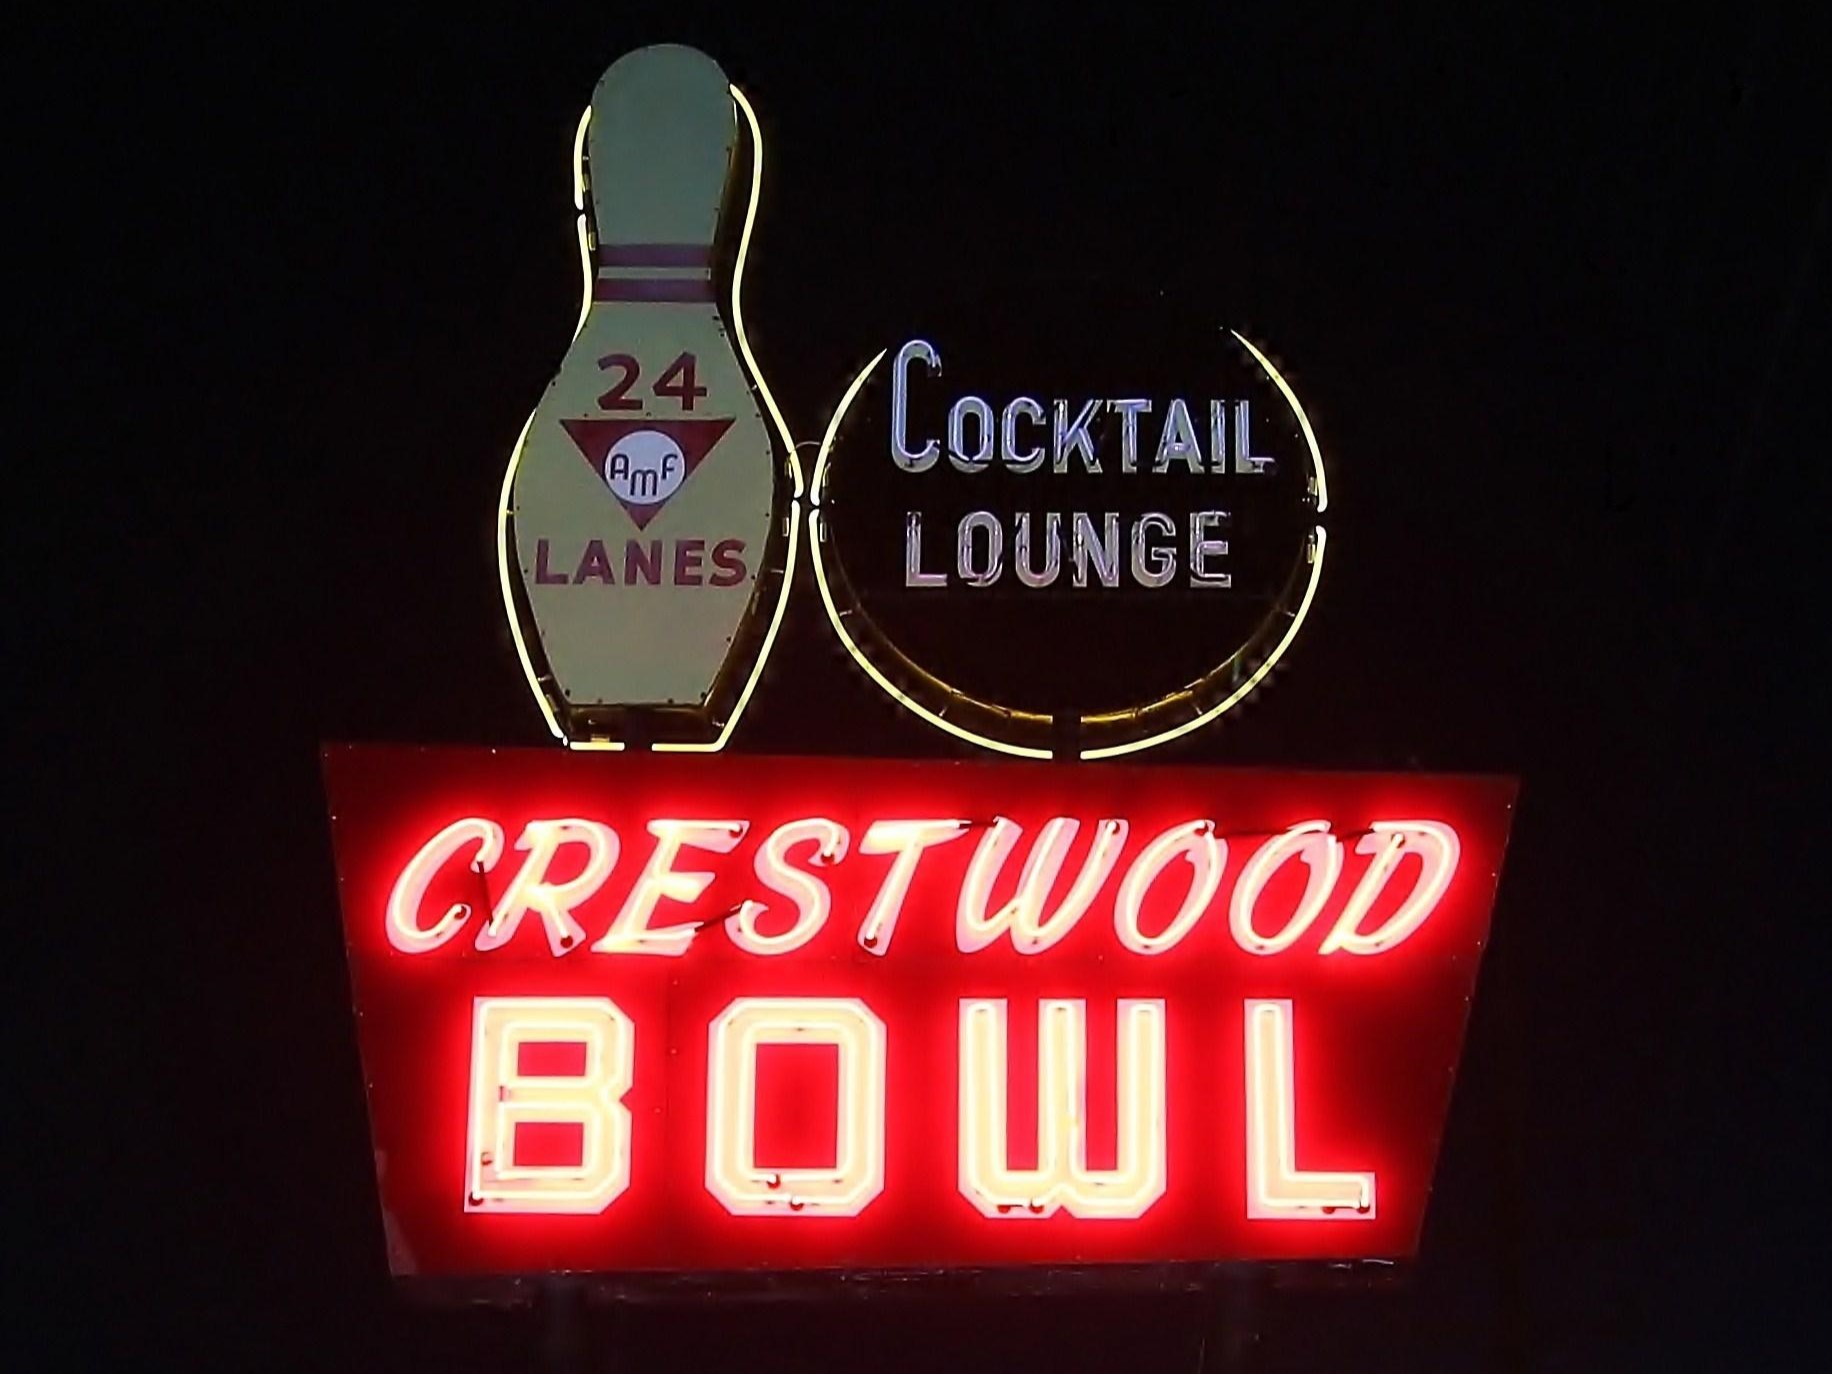 24
AMF
LANES
COCKTAIL
LOUNGE
CRESTWOOD
BOWL